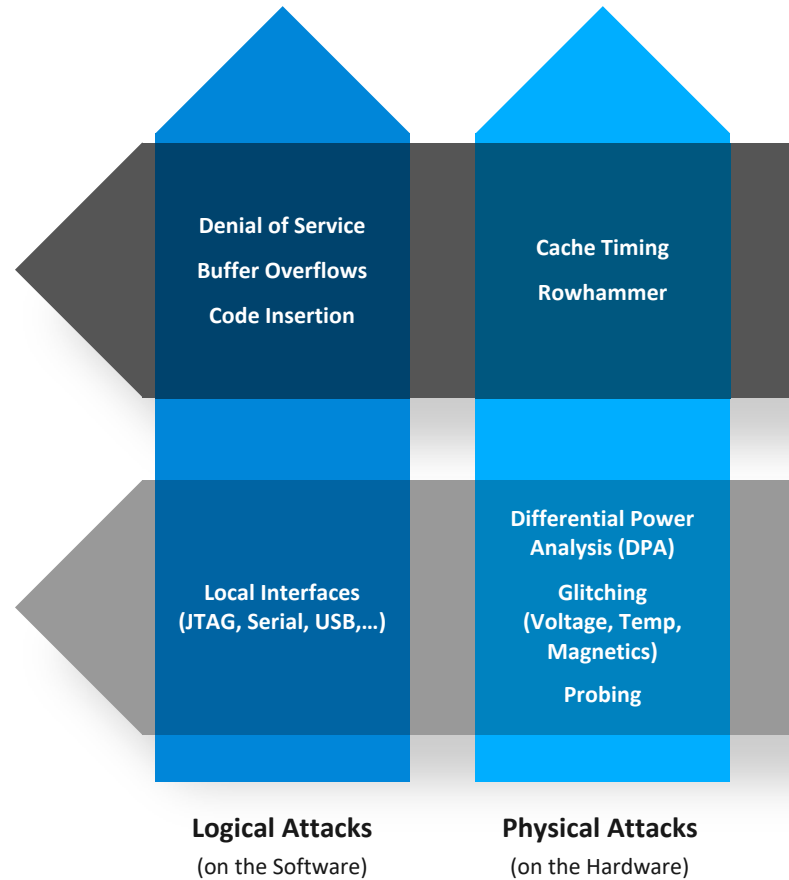 Denial of Service
Buffer Overflows
Code Insertion
Cache Timing
Rowhammer
Local Interfaces
(JTAG, Serial, USB,...)
Differential Power
Analysis (DPA)
Glitching
(Voltage, Temp,
Magnetics)
Probing
Logical Attacks
(on the Software)
Physical Attacks
(on the Hardware)